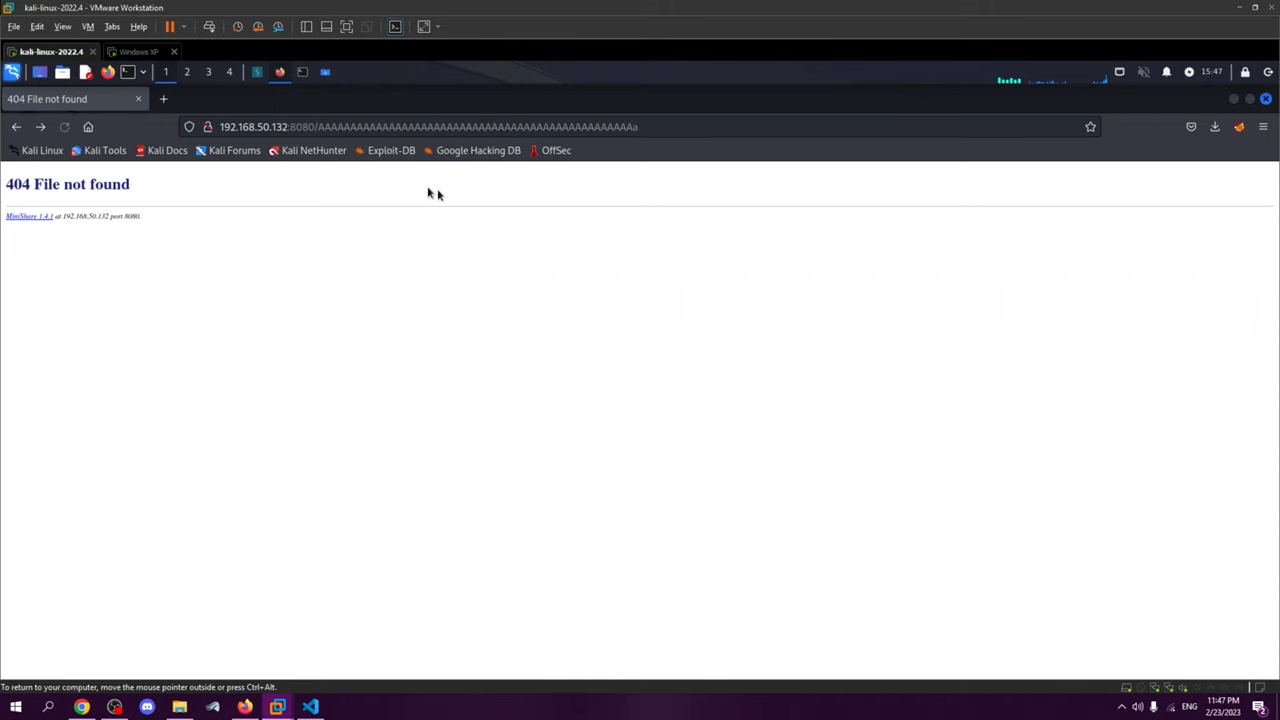 kali-linux-2022.4 - VMware Workstation
File Edit View VM Tabs Help
kali-linux-2022.4 Windows XP
1 2 3 4 15:47
404 File not found
192.168.50.132:8080/AAAAAAAAAAAAAAAAAAAAAAAAAAAAAAAAAAAAAAAAAAAAAAAAAa
Kali Linux Kali Tools Kali Docs Kali Forums Kali NetHunter Exploit-DB Google Hacking DB OffSec
404 File not found
MiniShare 1.4.1 at 192.168.50.132 port 8080.
To return to your computer, move the mouse pointer outside or press Ctrl+Alt.
ENG
11:47 PM
2/23/2023
2